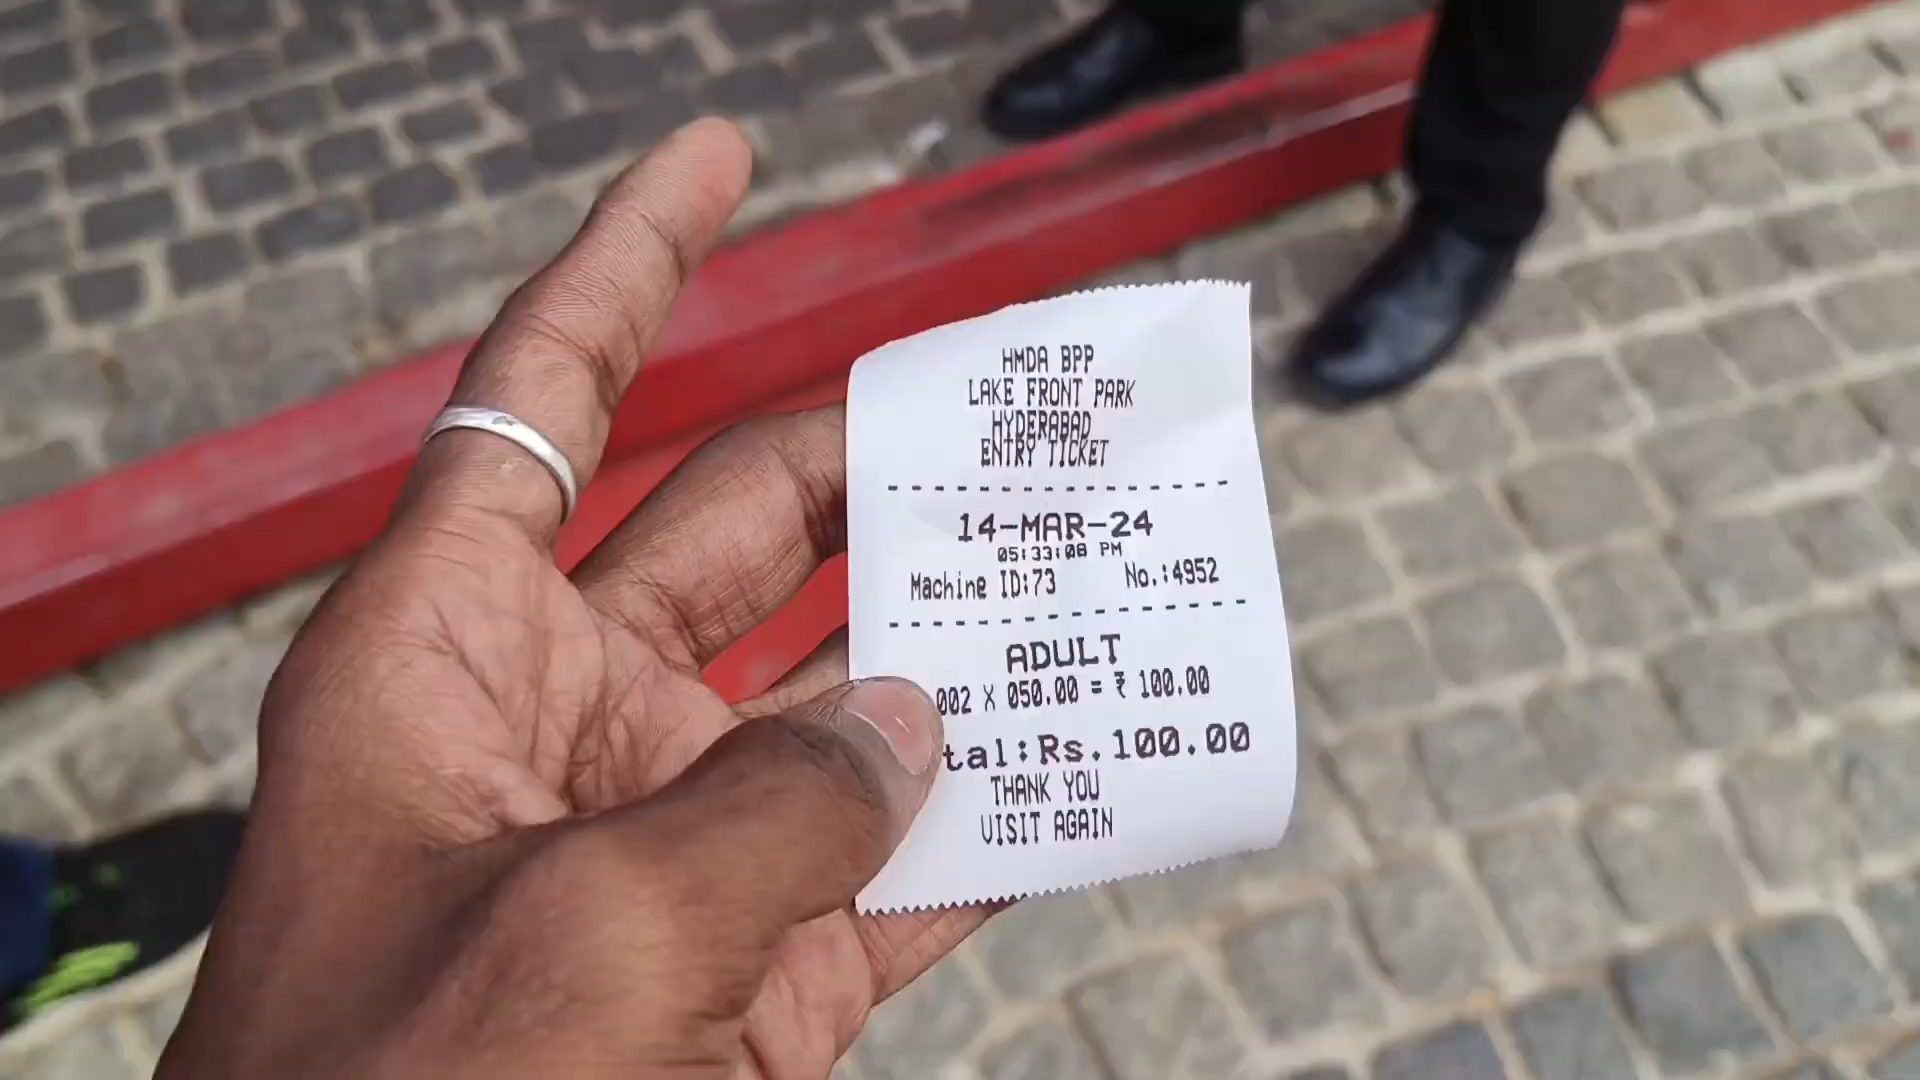 HMDA BPP
LAKE FRONT PARK
HYDERABAD
ENTRY TICKET
14-MAR-24
05:33:08 PM
Machine ID:73 No.:4952
ADULT
002 X 050.00 = ₹ 100.00
tal:Rs.100.00
THANK YOU
VISIT AGAIN